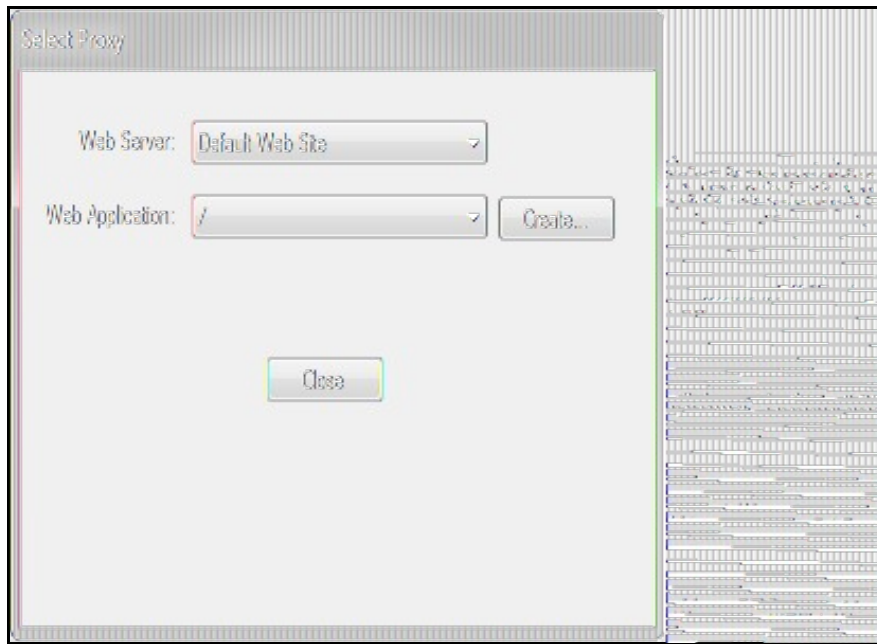 Select Proxy
Web Server: Default Web Site
Web Application: / Create...
Close